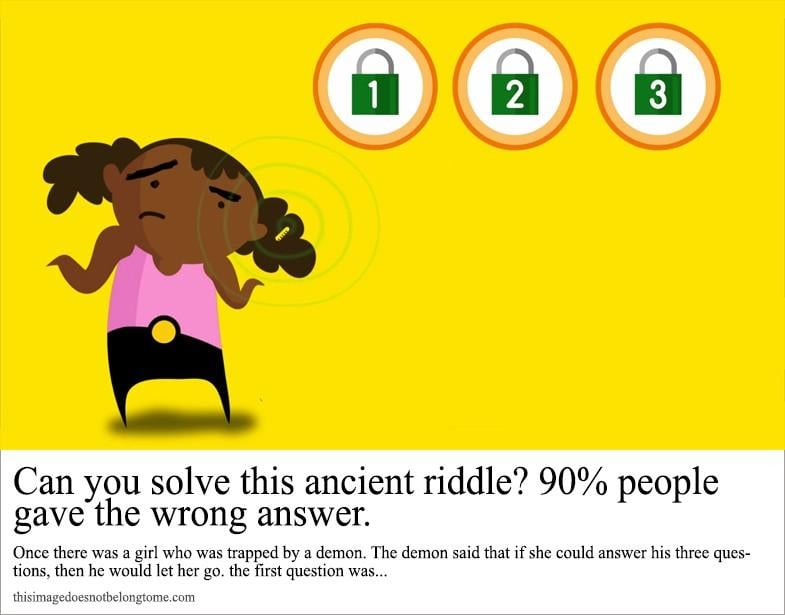 1 2 3
Can you solve this ancient riddle? 90% people
gave the wrong answer.
Once there was a girl who was trapped by a demon. The demon said that if she could answer his three ques-
tions, then he would let her go. the first question was...
thisimagedoesnotbelongtome.com